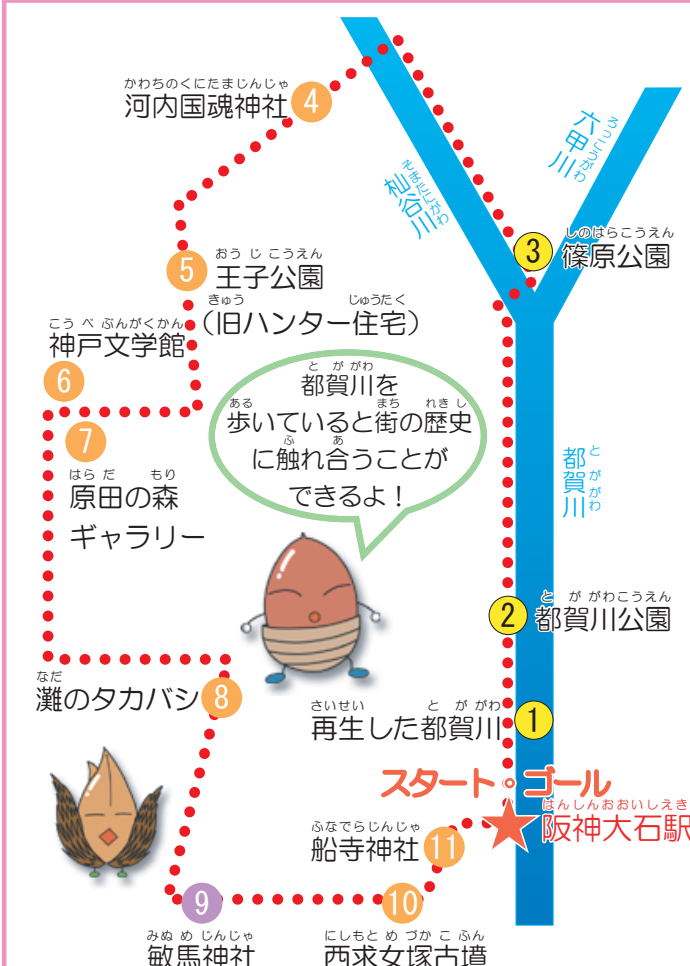 かわちのくにたまじんじゃ
河内国魂神社
4
ろっこうがわ
六甲川
そまたにがわ
杣谷川
しのはらこうえん
3
篠原公園
おうじこうえん
5
王子公園
きゅう じゅうたく
(旧ハンター住宅)
こうべぶんがくかん
神戸文学館
6
とががわ
都賀川を
ある まち れきし
歩いていると街の歴史
ふ あ
に触れ合うことが
できるよ!
7
はらだ もり
原田の森
ギャラリー
とががわ
都賀川
とががわこうえん
2
都賀川公園
なだ
灘のタカバシ
8
さいせい とががわ
再生した都賀川
1
スタート・ゴール
はんしんおおいしえき
阪神大石駅
ふなでらじんじゃ
船寺神社
11
9
10
みぬめじんじゃ
敏馬神社
にしもとめづかこふん
西求女塚古墳